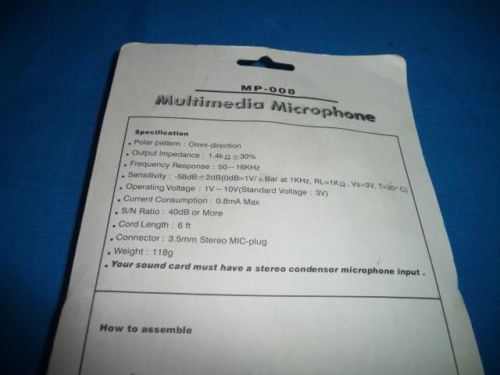 MP-008
Multimedia Microphone
Specification
• Polar pattern : Omni-direction
• Output Impedance : 1.4kΩ±30%
• Frequency Response : 50~16KHz
• Sensitivity : -58dB±2dB(0dB=1V/μBar at 1KHz, RL=1KΩ, Vs=3V, T=20°C)
• Operating Voltage : 1V~10V(Standard Voltage : 3V)
• Current Consumption : 0.8mA Max
• S/N Ratio : 40dB or More
• Cord Length : 6 ft
• Connector : 3.5mm Stereo MIC-plug
• Weight : 118g
• Your sound card must have a stereo condensor microphone input .
How to assemble